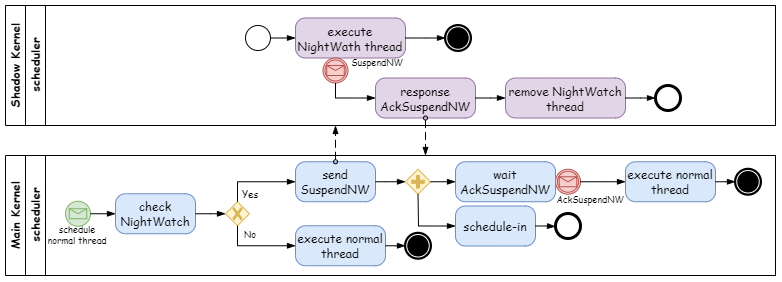 Shadow Kernel
scheduler
execute
NightWath thread
SuspendNW
response
AckSuspendNW
remove NightWatch
thread
Main Kernel
scheduler
schedule
normal thread
check
NightWatch
Yes
No
send
SuspendNW
execute normal
thread
wait
AckSuspendNW
AckSuspendNW
schedule-in
execute normal
thread